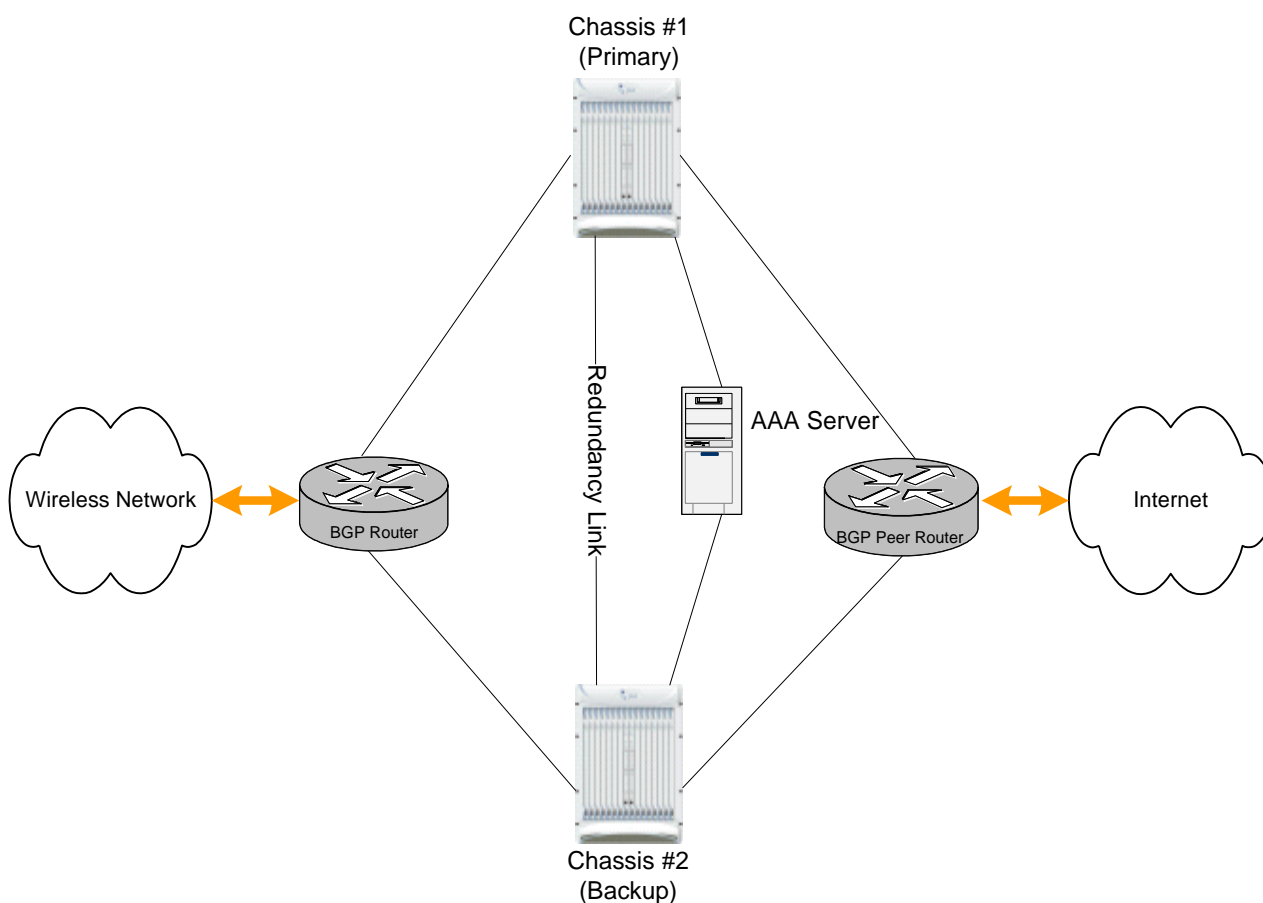 Chassis #1
(Primary)
Redundancy Link
AAA Server
Wireless Network
BGP Router
BGP Peer Router
Internet
Chassis #2
(Backup)